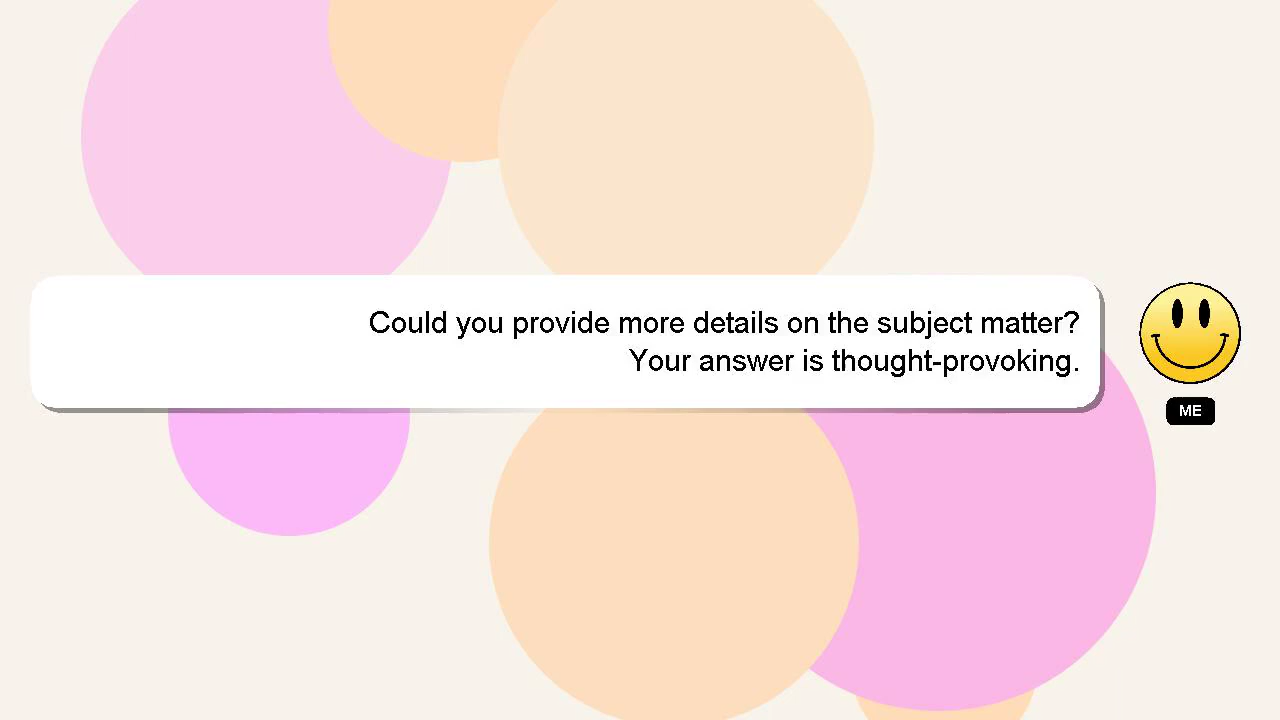 Could you provide more details on the subject matter?
Your answer is thought-provoking.
ME